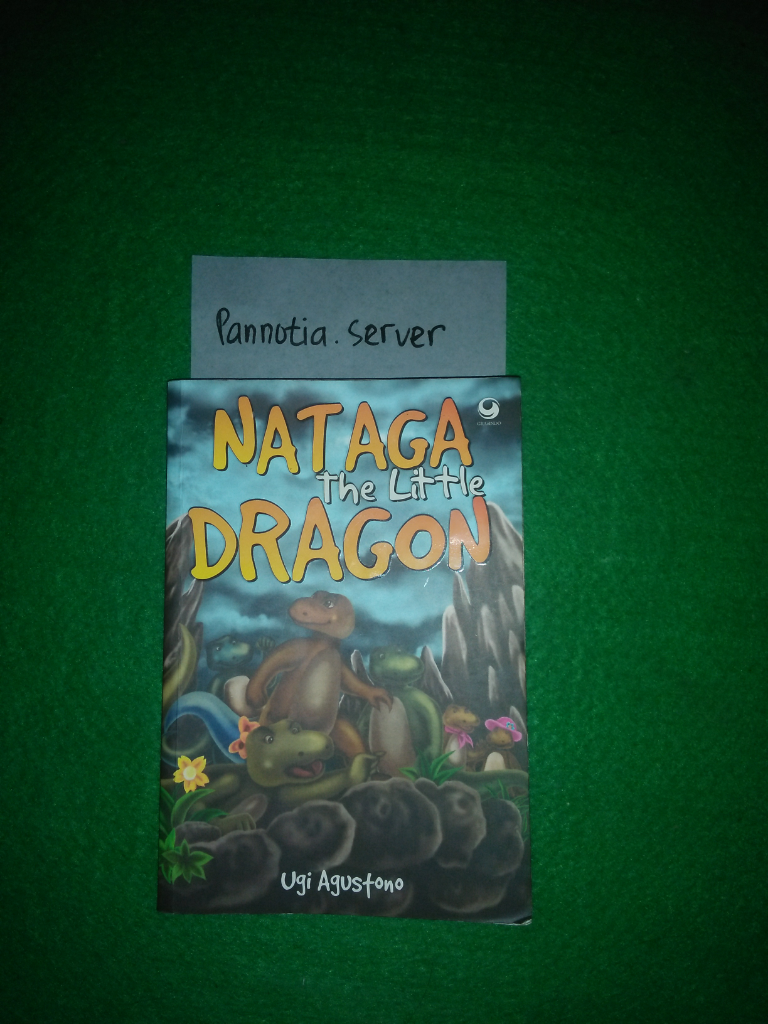 Pannotia.server
NATAGA
the Little
DRAGON
Ugi Agustono